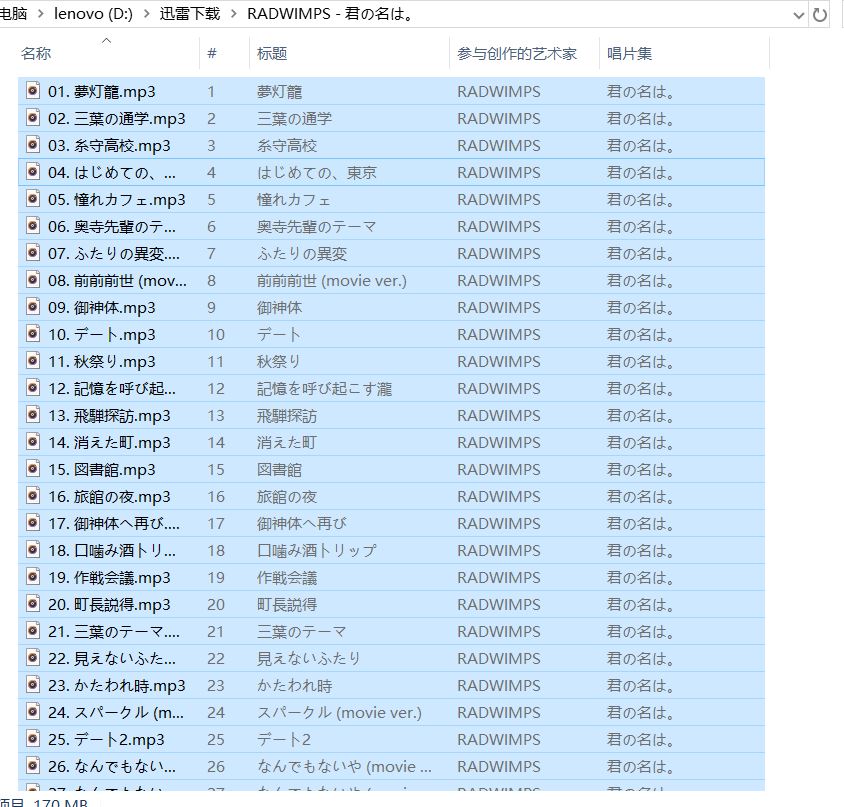 电脑 > lenovo (D:) > 迅雷下载 > RADWIMPS - 君の名は。
名称 # 标题 参与创作的艺术家 唱片集
01. 夢灯籠.mp3 1 夢灯籠 RADWIMPS 君の名は。
02. 三葉の通学.mp3 2 三葉の通学 RADWIMPS 君の名は。
03. 糸守高校.mp3 3 糸守高校 RADWIMPS 君の名は。
04. はじめての、... 4 はじめての、東京 RADWIMPS 君の名は。
05. 憧れカフェ.mp3 5 憧れカフェ RADWIMPS 君の名は。
06. 奥寺先輩のテ... 6 奥寺先輩のテーマ RADWIMPS 君の名は。
07. ふたりの異変.... 7 ふたりの異変 RADWIMPS 君の名は。
08. 前前前世 (mov... 8 前前前世 (movie ver.) RADWIMPS 君の名は。
09. 御神体.mp3 9 御神体 RADWIMPS 君の名は。
10. デート.mp3 10 デート RADWIMPS 君の名は。
11. 秋祭り.mp3 11 秋祭り RADWIMPS 君の名は。
12. 記憶を呼び起... 12 記憶を呼び起こす瀧 RADWIMPS 君の名は。
13. 飛騨探訪.mp3 13 飛騨探訪 RADWIMPS 君の名は。
14. 消えた町.mp3 14 消えた町 RADWIMPS 君の名は。
15. 図書館.mp3 15 図書館 RADWIMPS 君の名は。
16. 旅館の夜.mp3 16 旅館の夜 RADWIMPS 君の名は。
17. 御神体へ再び.... 17 御神体へ再び RADWIMPS 君の名は。
18. 口噛み酒トリ... 18 口噛み酒トリップ RADWIMPS 君の名は。
19. 作戦会議.mp3 19 作戦会議 RADWIMPS 君の名は。
20. 町長説得.mp3 20 町長説得 RADWIMPS 君の名は。
21. 三葉のテーマ.... 21 三葉のテーマ RADWIMPS 君の名は。
22. 見えないふた... 22 見えないふたり RADWIMPS 君の名は。
23. かたわれ時.mp3 23 かたわれ時 RADWIMPS 君の名は。
24. スパークル (m... 24 スパークル (movie ver.) RADWIMPS 君の名は。
25. デート2.mp3 25 デート2 RADWIMPS 君の名は。
26. なんでもない... 26 なんでもないや (movie ... RADWIMPS 君の名は。
170 MB